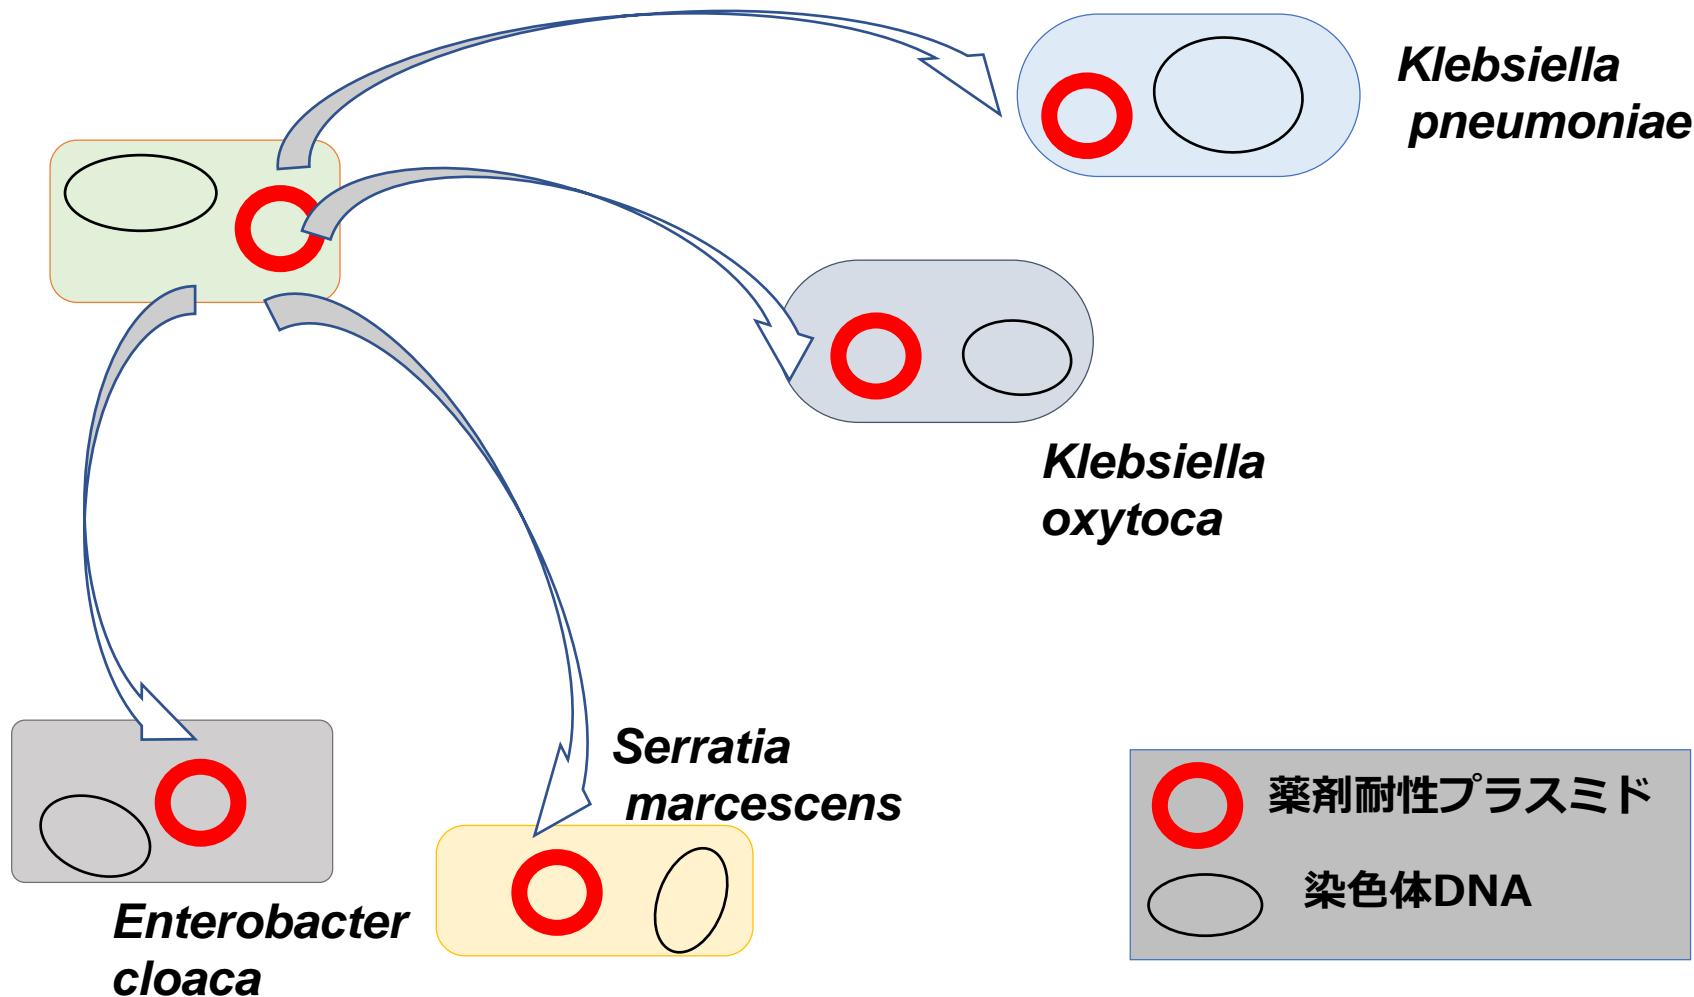 Klebsiella
pneumoniae
Klebsiella
oxytoca
Serratia
marcescens
Enterobacter
cloaca
薬剤耐性プラスミド
染色体DNA